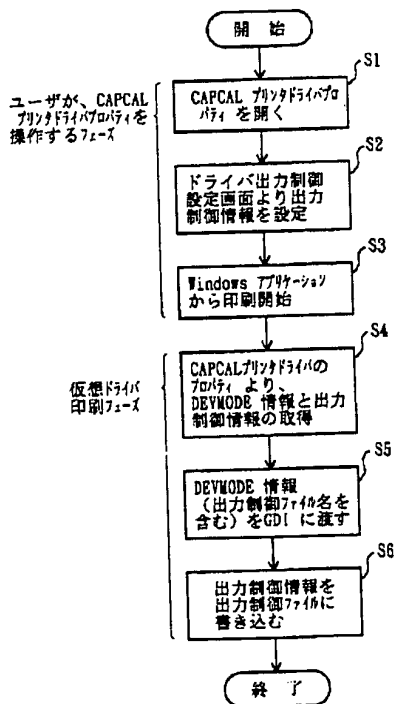 開 始
S1
ユーザが、CAPCAL
プリンタドライバプロパティを
操作するフェーズ
CAPCAL プリンタドライバプロ
パティ を開く
S2
ドライバ出力制御
設定画面より出力
制御情報を設定
S3
Windows アプリケーション
から印刷開始
S4
仮想ドライバ
印刷フェーズ
CAPCALプリンタドライバの
プロパティ より、
DEVMODE 情報と出力
制御情報の取得
S5
DEVMODE 情報
(出力制御ファイル名を
含む)をGDI に渡す
S6
出力制御情報を
出力制御ファイルに
書き込む
終 了